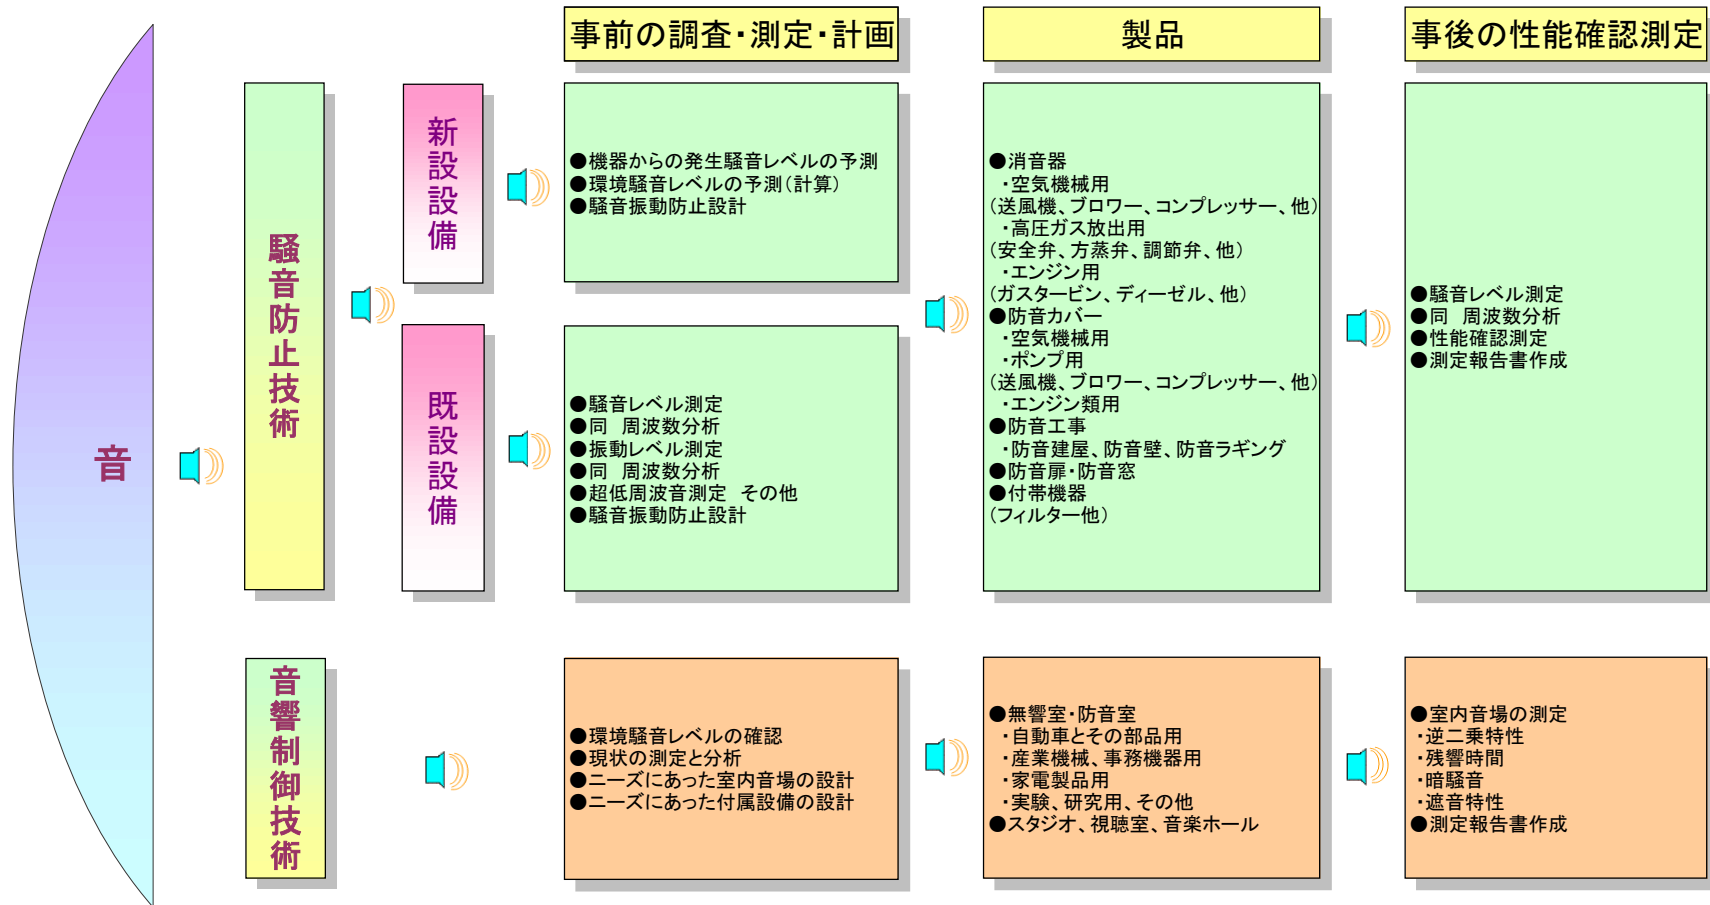 事前の調査・測定・計画
製品
事後の性能確認測定
音
騒音防止技術
新設設備
●機器からの発生騒音レベルの予測
●環境騒音レベルの予測(計算)
●騒音振動防止設計
既設設備
●騒音レベル測定
●同　周波数分析
●振動レベル測定
●同　周波数分析
●超低周波音測定　その他
●騒音振動防止設計
●消音器
・空気機械用
(送風機、ブロワー、コンプレッサー、他)
・高圧ガス放出用
(安全弁、方蒸弁、調節弁、他)
・エンジン用
(ガスタービン、ディーゼル、他)
●防音カバー
・空気機械用
・ポンプ用
(送風機、ブロワー、コンプレッサー、他)
・エンジン類用
●防音工事
・防音建屋、防音壁、防音ラギング
●防音扉・防音窓
●付帯機器
(フィルター他)
●騒音レベル測定
●同　周波数分析
●性能確認測定
●測定報告書作成
音響制御技術
●環境騒音レベルの確認
●現状の測定と分析
●ニーズにあった室内音場の設計
●ニーズにあった付属設備の設計
●無響室・防音室
・自動車とその部品用
・産業機械、事務機器用
・家電製品用
・実験、研究用、その他
●スタジオ、視聴室、音楽ホール
●室内音場の測定
・逆二乗特性
・残響時間
・暗騒音
・遮音特性
●測定報告書作成